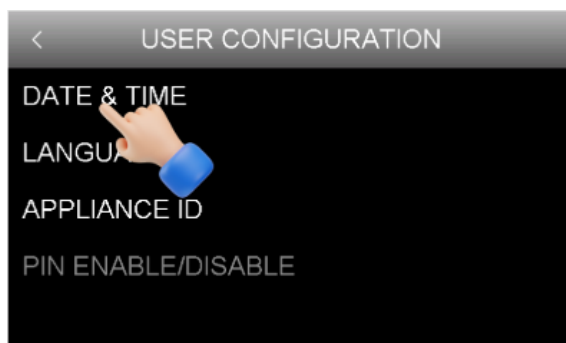 < USER CONFIGURATION
DATE & TIME
LANGUA
APPLIANCE ID
PIN ENABLE/DISABLE